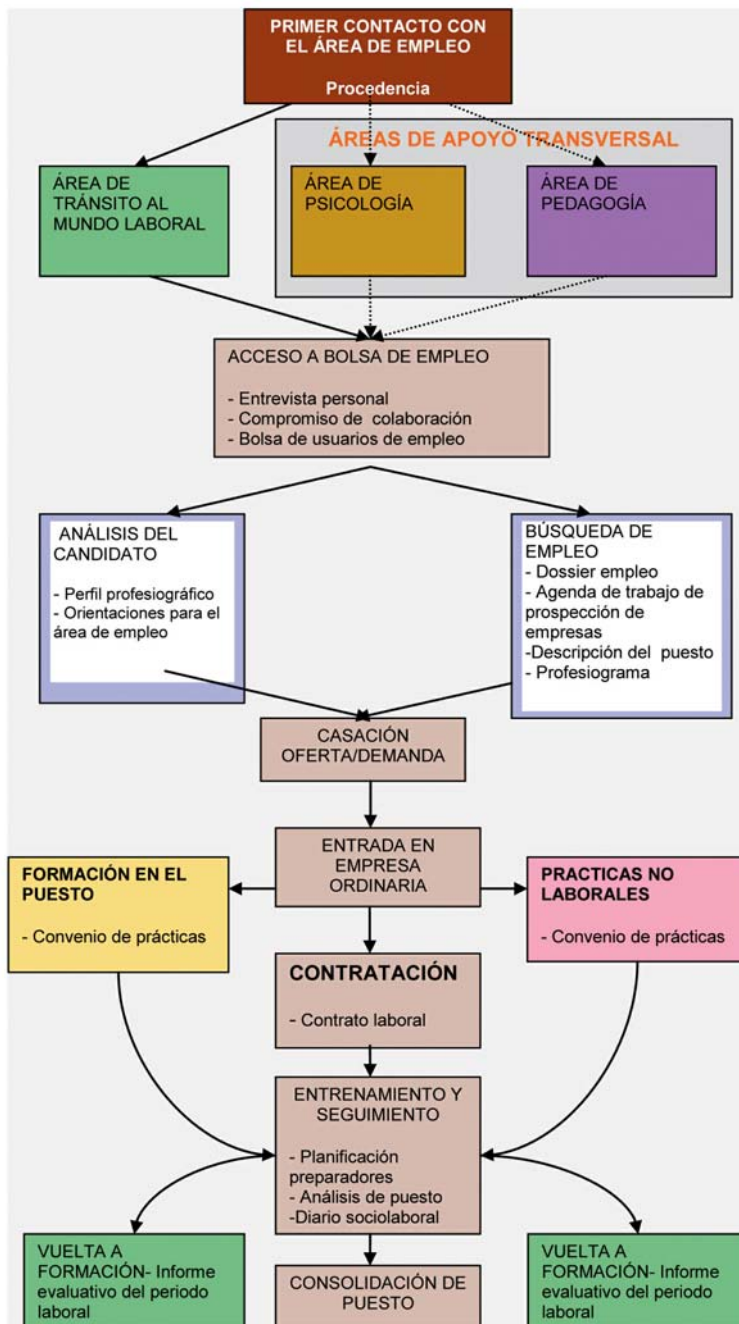 PRIMER CONTACTO CON
EL ÁREA DE EMPLEO
Procedencia
ÁREAS DE APOYO TRANSVERSAL
ÁREA DE
TRÁNSITO AL
MUNDO LABORAL
ÁREA DE
PSICOLOGÍA
ÁREA DE
PEDAGOGÍA
ACCESO A BOLSA DE EMPLEO
- Entrevista personal
- Compromiso de colaboración
- Bolsa de usuarios de empleo
ANÁLISIS DEL
CANDIDATO
- Perfil profesiográfico
- Orientaciones para el
área de empleo
BÚSQUEDA DE
EMPLEO
- Dossier empleo
- Agenda de trabajo de
prospección de
empresas
-Descripción del puesto
- Profesiograma
CASACIÓN
OFERTA/DEMANDA
ENTRADA EN
EMPRESA
ORDINARIA
FORMACIÓN EN EL
PUESTO
- Convenio de prácticas
PRACTICAS NO
LABORALES
- Convenio de prácticas
CONTRATACIÓN
- Contrato laboral
ENTRENAMIENTO Y
SEGUIMIENTO
- Planificación
preparadores
- Análisis de puesto
-Diario sociolaboral
VUELTA A
FORMACIÓN- Informe
evaluativo del periodo
laboral
CONSOLIDACIÓN DE
PUESTO
VUELTA A
FORMACIÓN- Informe
evaluativo del periodo
laboral